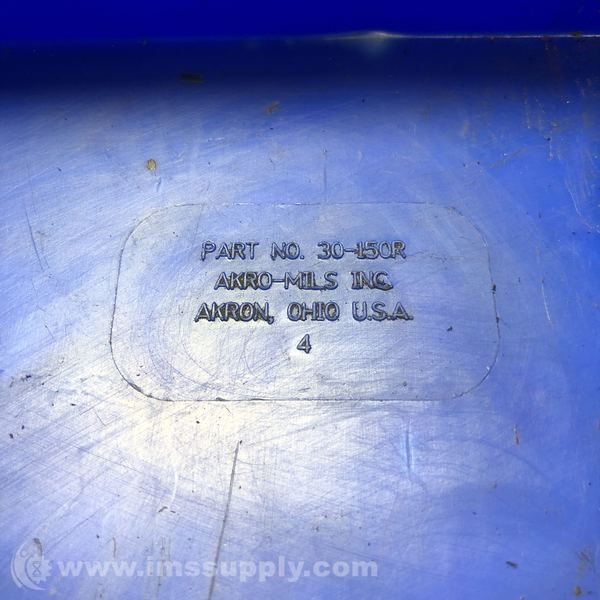 PART NO. 30-150R
AKRO-MILS INC.
AKRON, OHIO U.S.A.
4
www.imssupply.com